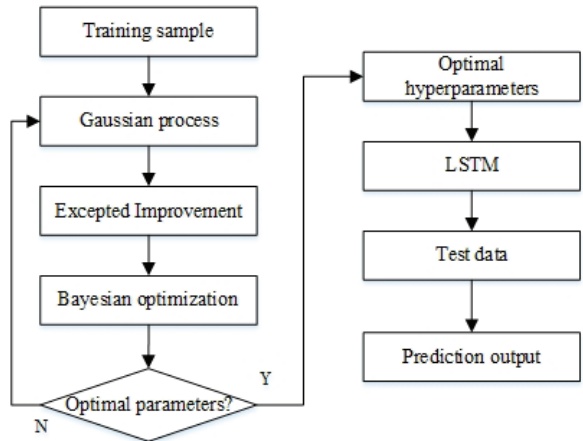 Training sample
Gaussian process
Excepted Improvement
Bayesian optimization
Optimal parameters?
N
Y
Optimal
hyperparameters
LSTM
Test data
Prediction output